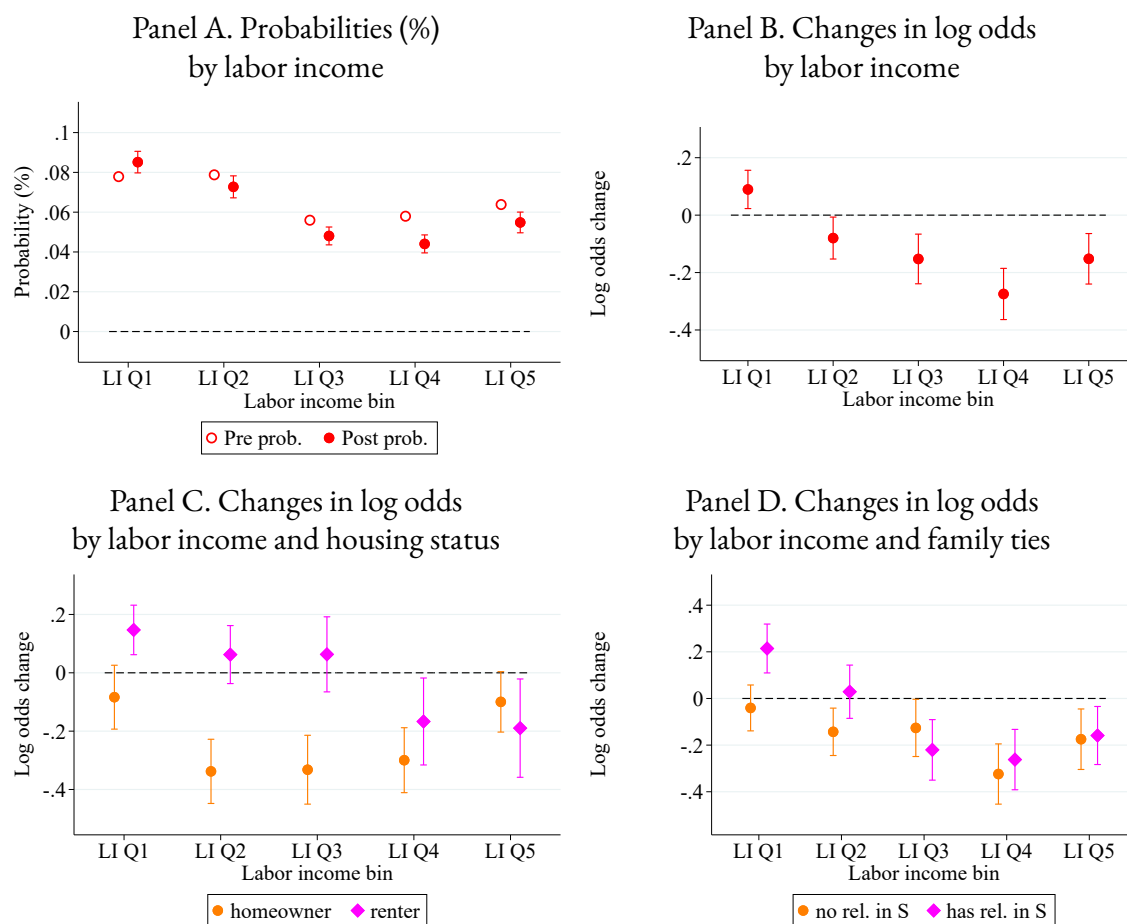 Panel A. Probabilities (%)
by labor income
Probability (%)
.1
.08
.06
.04
.02
0
LI Q1 LI Q2 LI Q3 LI Q4 LI Q5
Labor income bin
Pre prob. Post prob.
Panel B. Changes in log odds
by labor income
Log odds change
.2
0
-.2
-.4
LI Q1 LI Q2 LI Q3 LI Q4 LI Q5
Labor income bin
Panel C. Changes in log odds
by labor income and housing status
Log odds change
.2
0
-.2
-.4
LI Q1 LI Q2 LI Q3 LI Q4 LI Q5
Labor income bin
homeowner renter
Panel D. Changes in log odds
by labor income and family ties
Log odds change
.4
.2
0
-.2
-.4
LI Q1 LI Q2 LI Q3 LI Q4 LI Q5
Labor income bin
no rel. in S has rel. in S